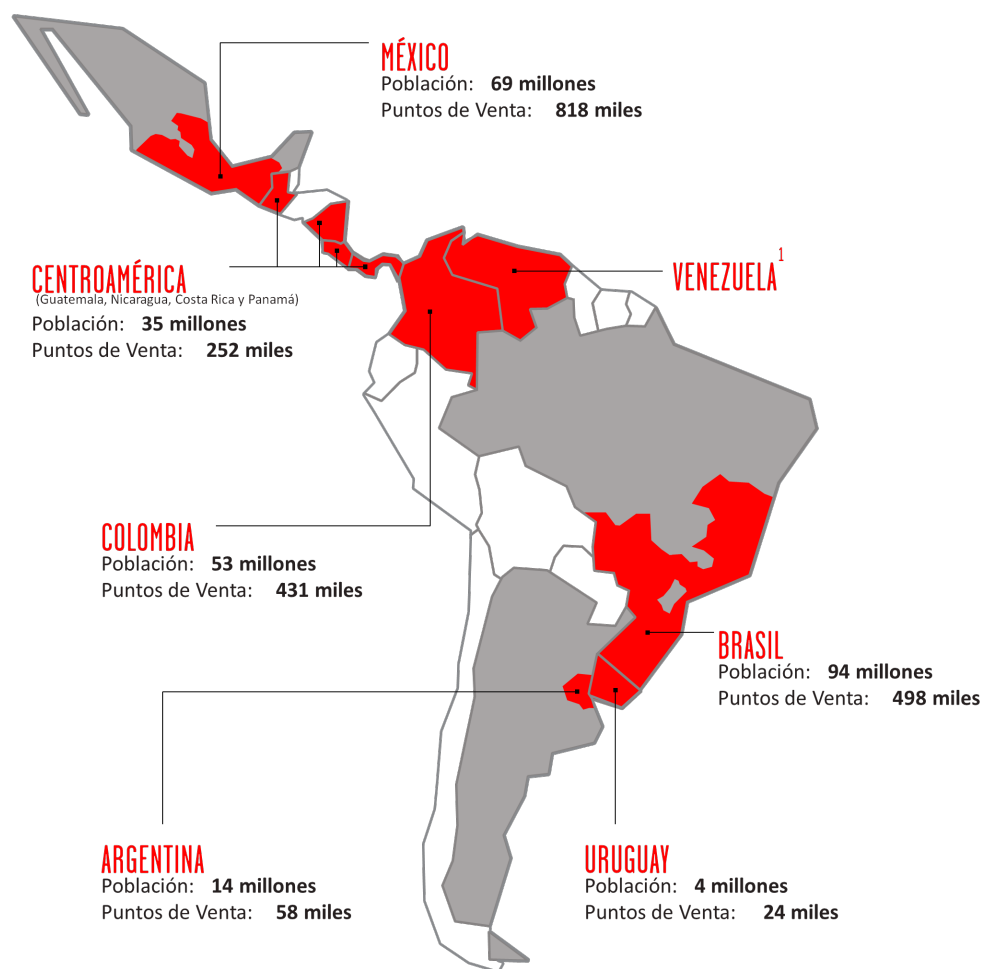 MÉXICO
Población: 69 millones
Puntos de Venta: 818 miles
VENEZUELA1
CENTROAMÉRICA
(Guatemala, Nicaragua, Costa Rica y Panamá)
Población: 35 millones
Puntos de Venta: 252 miles
COLOMBIA
Población: 53 millones
Puntos de Venta: 431 miles
BRASIL
Población: 94 millones
Puntos de Venta: 498 miles
ARGENTINA
Población: 14 millones
Puntos de Venta: 58 miles
URUGUAY
Población: 4 millones
Puntos de Venta: 24 miles